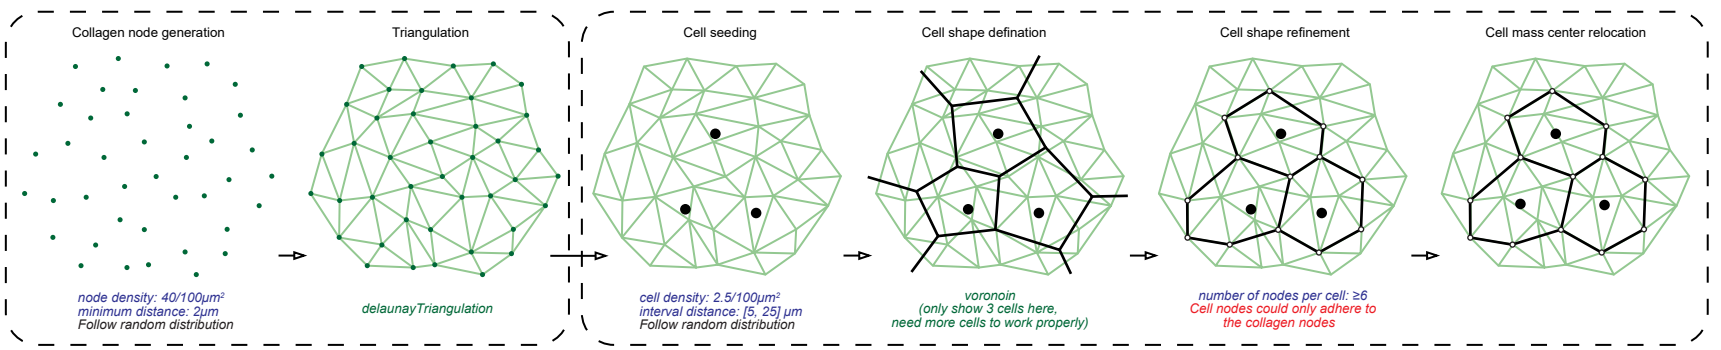 Collagen node generation
Triangulation
Cell seeding
Cell shape defination
Cell shape refinement
Cell mass center relocation
node density: 40/100µm²
minimum distance: 2µm
Follow random distribution
delaunayTriangulation
cell density: 2.5/100µm²
interval distance: [5, 25] µm
Follow random distribution
voronoin
(only show 3 cells here,
need more cells to work properly)
number of nodes per cell: ≥6
Cell nodes could only adhere to
the collagen nodes